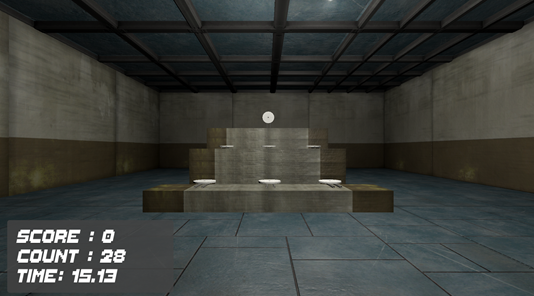 SCORE : 0
COUNT : 28
TIME: 15.13